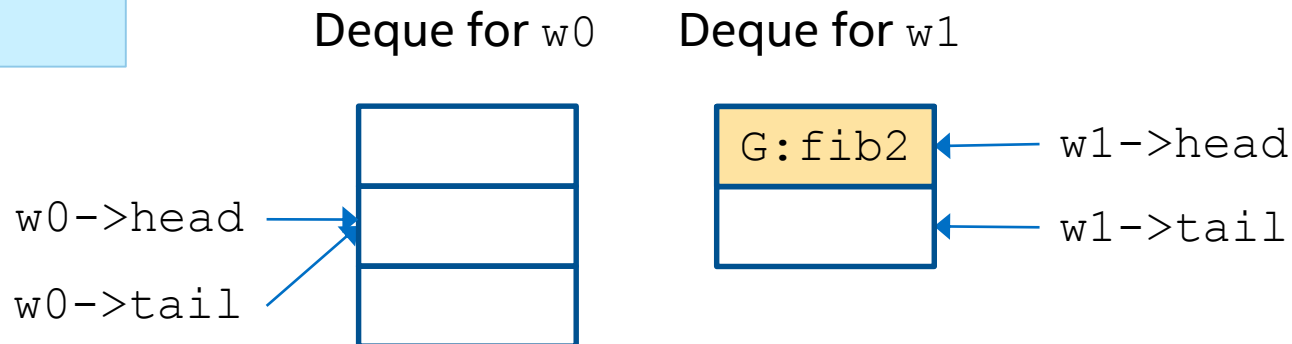 Deque for w0
Deque for w1
G:fib2
w1->head
w0->head
w1->tail
w0->tail